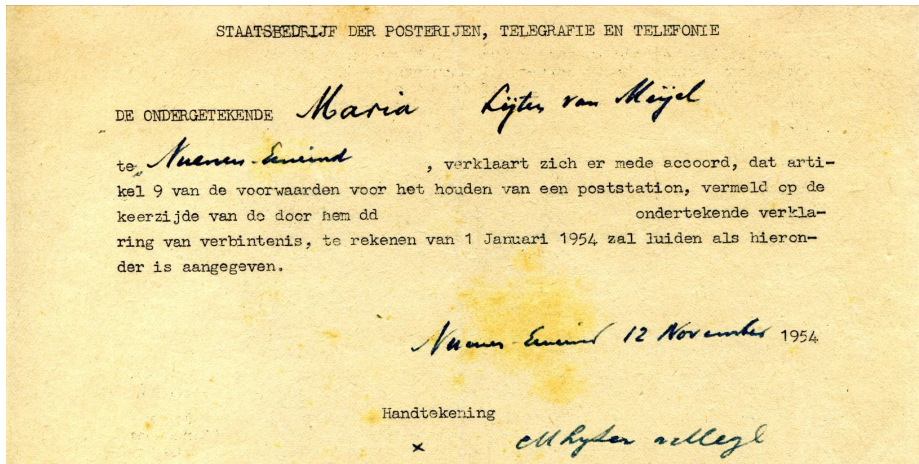 STAATSBEDRIJF DER POSTERIJEN, TELEGRAFIE EN TELEFONIE
DE ONDERGETEKENDE Maria Lijten van Meijel
te Nuenen-Eeneind , verklaart zich er mede accoord, dat arti-
kel 9 van de voorwaarden voor het houden van een poststation, vermeld op de
keerzijde van de door hem dd ondertekende verkla-
ring van verbintenis, te rekenen van 1 Januari 1954 zal luiden als hieron-
der is aangegeven.
Nuenen-Eeneind 12 November 1954
Handtekening
x M Lijten